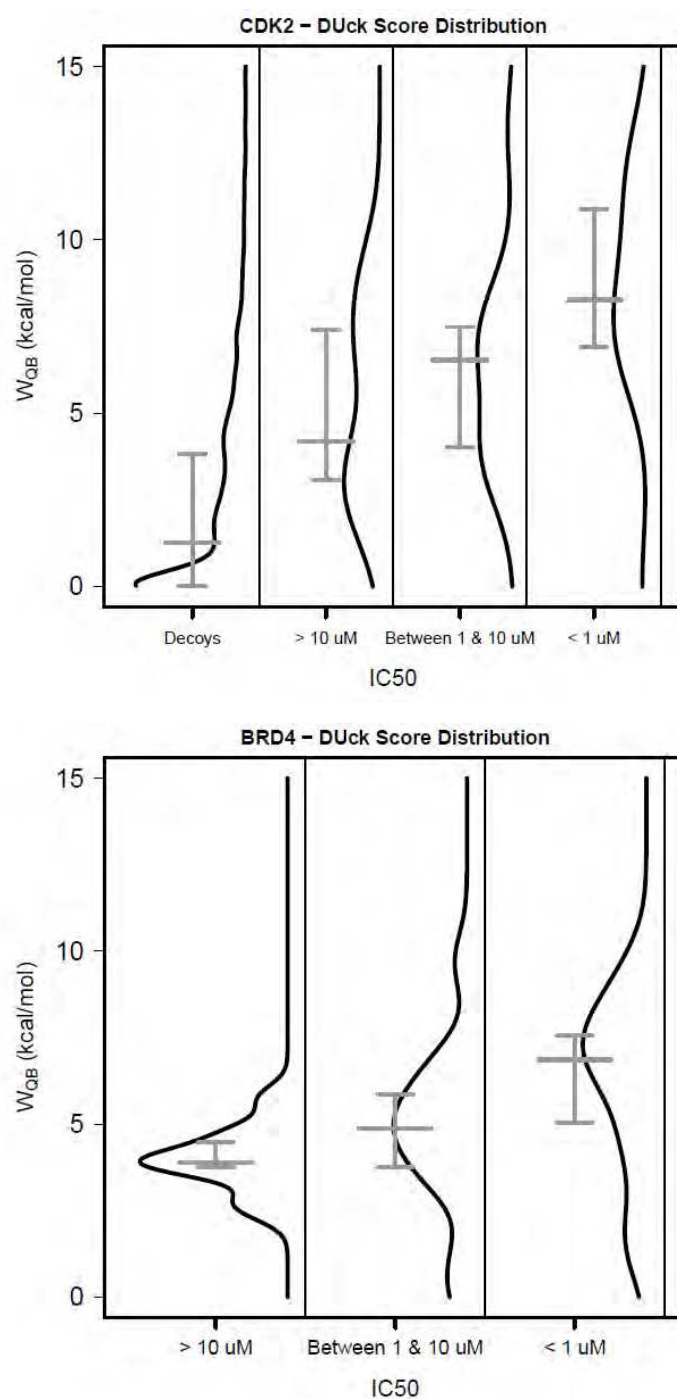 CDK2 − DUck Score Distribution
15
10
5
0
W_QB (kcal/mol)
Decoys > 10 uM Between 1 & 10 uM < 1 uM
IC50
BRD4 − DUck Score Distribution
15
10
5
0
W_QB (kcal/mol)
> 10 uM Between 1 & 10 uM < 1 uM
IC50